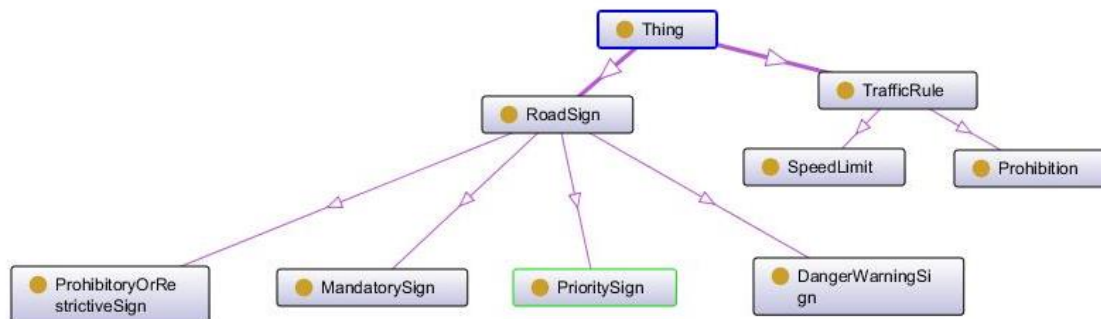 Thing
TrafficRule
RoadSign
SpeedLimit
Prohibition
ProhibitoryOrRe
strictiveSign
MandatorySign
PrioritySign
DangerWarningSi
gn